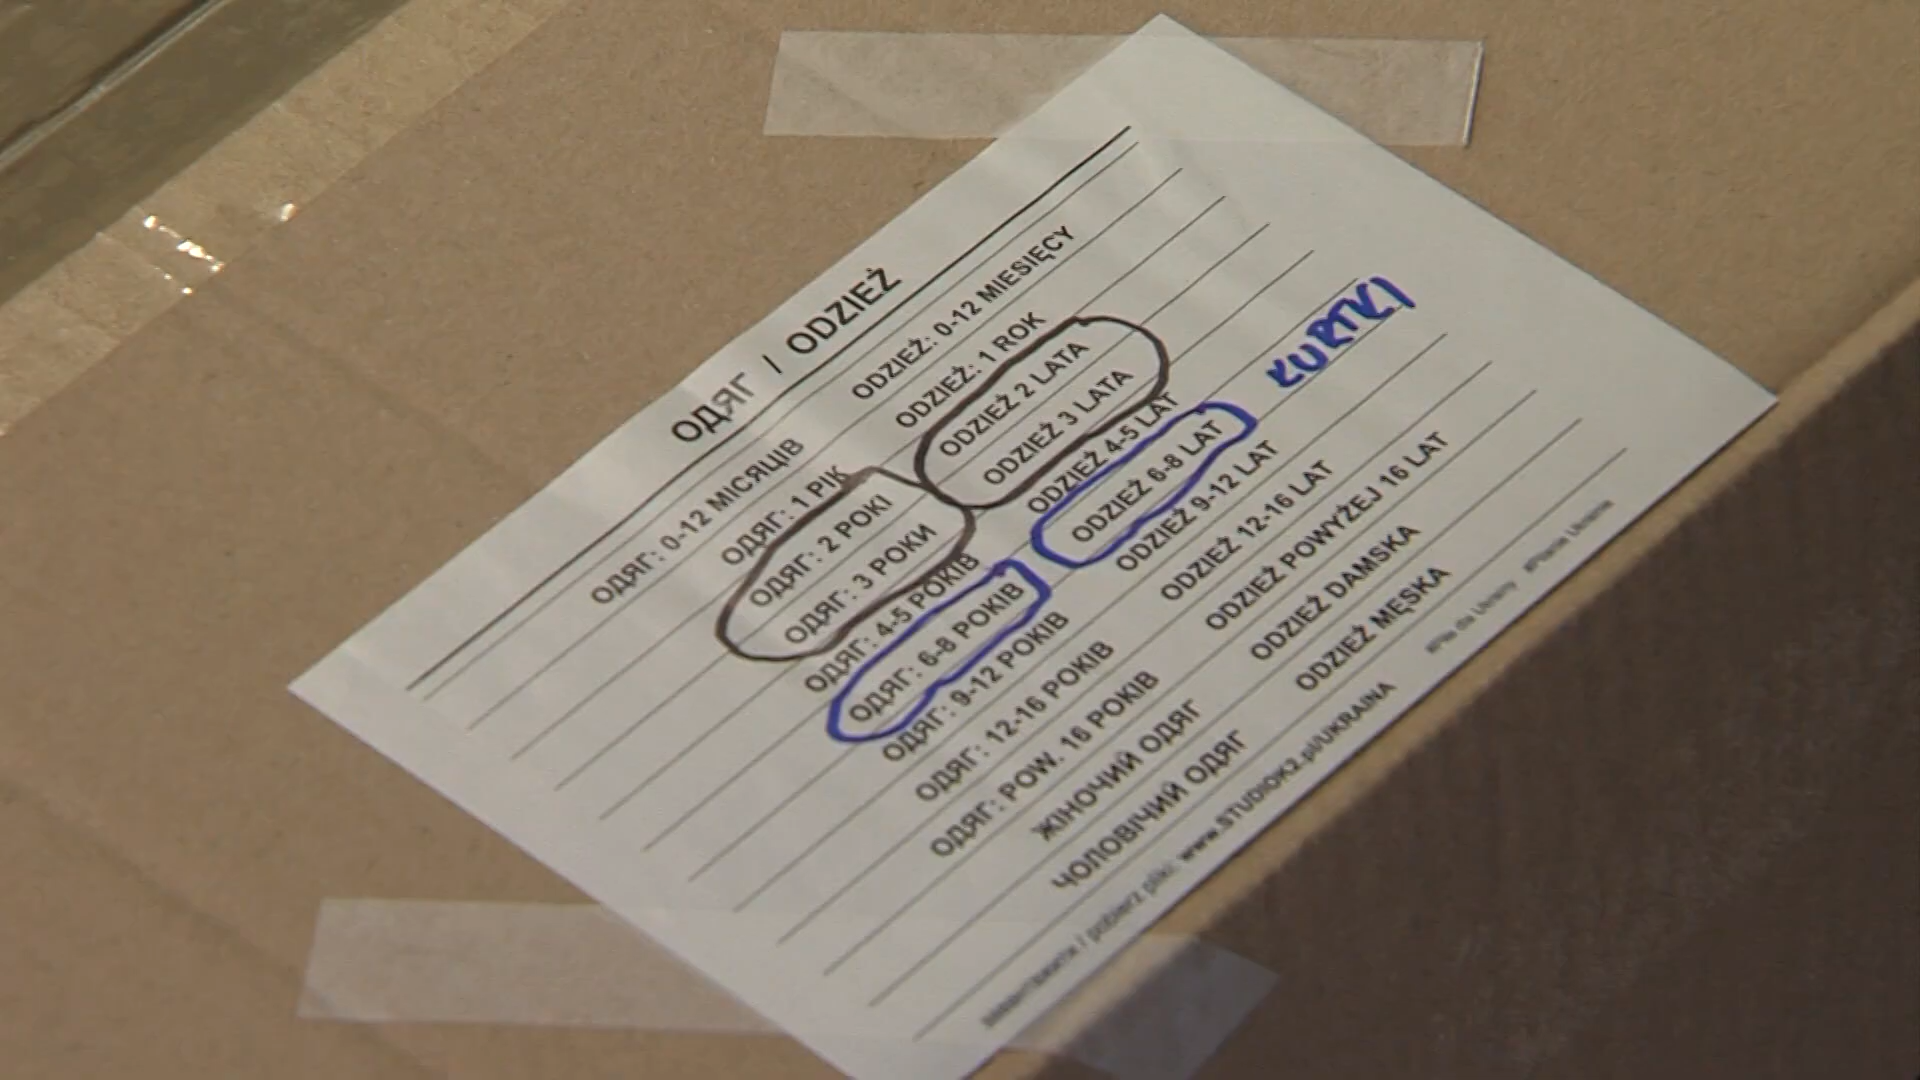 ОДЯГ / ODZIEŻ
ОДЯГ: 0-12 МІСЯЦІВ ODZIEŻ: 0-12 MIESIĘCY
ОДЯГ: 1 РІК ODZIEŻ: 1 ROK
ОДЯГ: 2 РОКІ ODZIEŻ 2 LATA
ОДЯГ: 3 РОКИ ODZIEŻ 3 LATA
ОДЯГ: 4-5 РОКІВ ODZIEŻ 4-5 LAT
ОДЯГ: 6-8 РОКІВ ODZIEŻ 6-8 LAT KURTKI
ОДЯГ: 9-12 РОКІВ ODZIEŻ 9-12 LAT
ОДЯГ: 12-16 РОКІВ ODZIEŻ 12-16 LAT
ОДЯГ: POW. 16 РОКІВ ODZIEŻ POWYŻEJ 16 LAT
ЖІНОЧИЙ ОДЯГ ODZIEŻ DAMSKA
ЧОЛОВІЧИЙ ОДЯГ ODZIEŻ MĘSKA
/ pobierz pliki: www.STUDIOK2.pl/UKRAINA